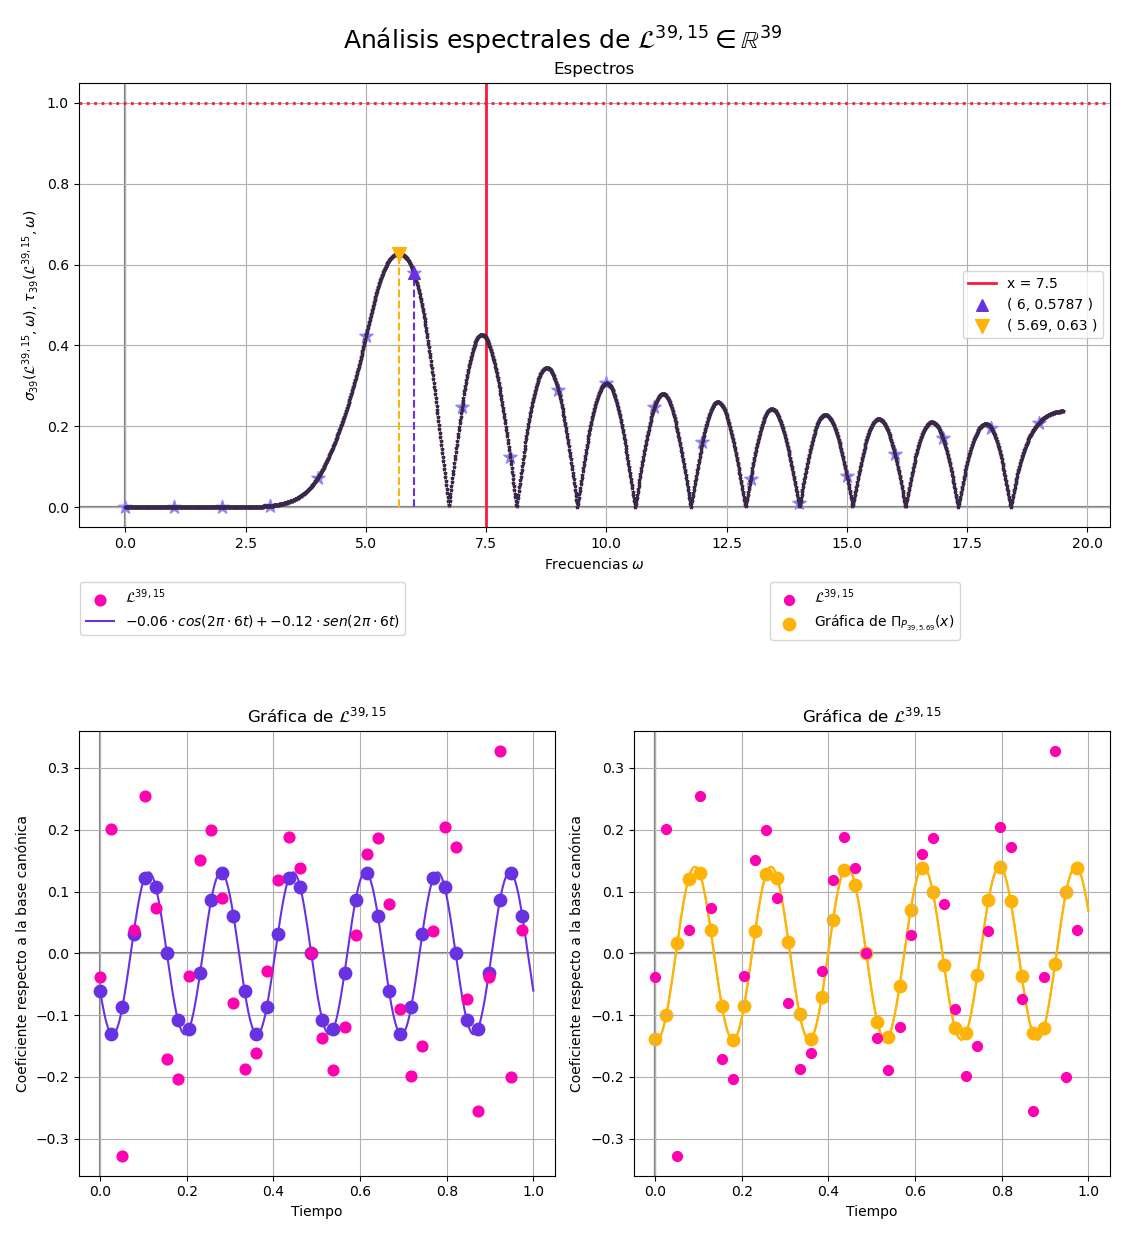 Análisis espectrales de 𝓛^{39,15} ∈ ℝ^{39}
Espectros
1.0
0.8
0.6
0.4
0.2
0.0
σ_{39}(𝓛^{39,15}, ω), τ_{39}(𝓛^{39,15}, ω)
x = 7.5
( 6, 0.5787 )
( 5.69, 0.63 )
0.0 2.5 5.0 7.5 10.0 12.5 15.0 17.5 20.0
Frecuencias ω
𝓛^{39,15}
−0.06 · cos(2π · 6t) + −0.12 · sen(2π · 6t)
𝓛^{39,15}
Gráfica de Π_{P_{39,5.69}}(x)
Gráfica de 𝓛^{39,15}
0.3
0.2
0.1
0.0
−0.1
−0.2
−0.3
Coeficiente respecto a la base canónica
0.0 0.2 0.4 0.6 0.8 1.0
Tiempo
Gráfica de 𝓛^{39,15}
0.3
0.2
0.1
0.0
−0.1
−0.2
−0.3
Coeficiente respecto a la base canónica
0.0 0.2 0.4 0.6 0.8 1.0
Tiempo